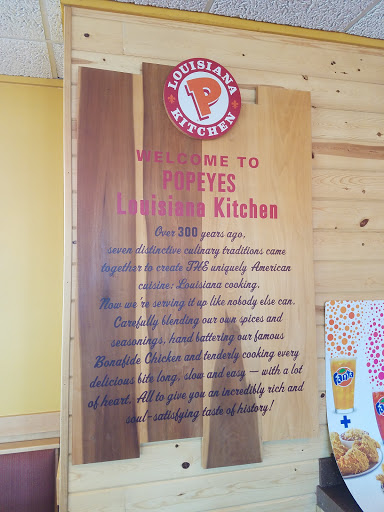 LOUISIANA
P
KITCHEN
WELCOME TO
POPEYES
Louisiana Kitchen
Over 300 years ago,
seven distinctive culinary traditions came
together to create THE uniquely American
cuisine: Louisiana cooking.
Now we're serving it up like nobody else can.
Carefully blending our own spices and
seasonings, hand battering our famous
Bonafide Chicken and tenderly cooking every
delicious bite long, slow and easy — with a lot
of heart. All to give you an incredibly rich and
soul-satisfying taste of history!
Fanta
+